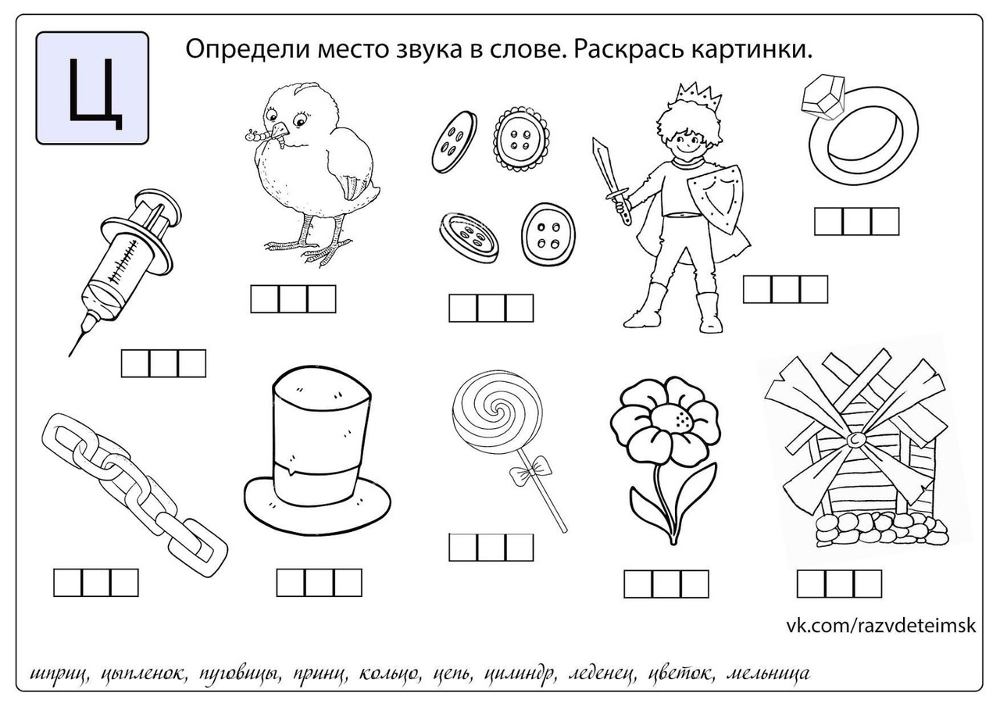 Ц
Определи место звука в слове. Раскрась картинки.
vk.com/razvdeteimsk
шприц, цыпленок, пуговицы, принц, кольцо, цепь, цилиндр, леденец, цветок, мельница